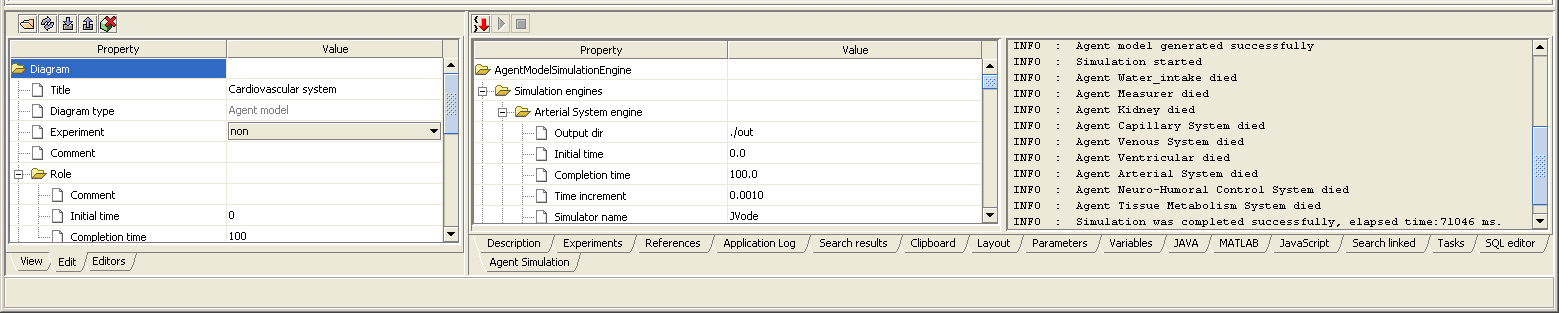 Property Value
Diagram
Title Cardiovascular system
Diagram type Agent model
Experiment non
Comment
Role
Comment
Initial time 0
Completion time 100
View Edit Editors
Property Value
AgentModelSimulationEngine
Simulation engines
Arterial System engine
Output dir ./out
Initial time 0.0
Completion time 100.0
Time increment 0.0010
Simulator name JVode
INFO : Agent model generated successfully
INFO : Simulation started
INFO : Agent Water_intake died
INFO : Agent Measurer died
INFO : Agent Kidney died
INFO : Agent Capillary System died
INFO : Agent Venous System died
INFO : Agent Ventricular died
INFO : Agent Arterial System died
INFO : Agent Neuro-Humoral Control System died
INFO : Agent Tissue Metabolism System died
INFO : Simulation was completed successfully, elapsed time:71046 ms.
Description Experiments References Application Log Search results Clipboard Layout Parameters Variables JAVA MATLAB JavaScript Search linked Tasks SQL editor
Agent Simulation